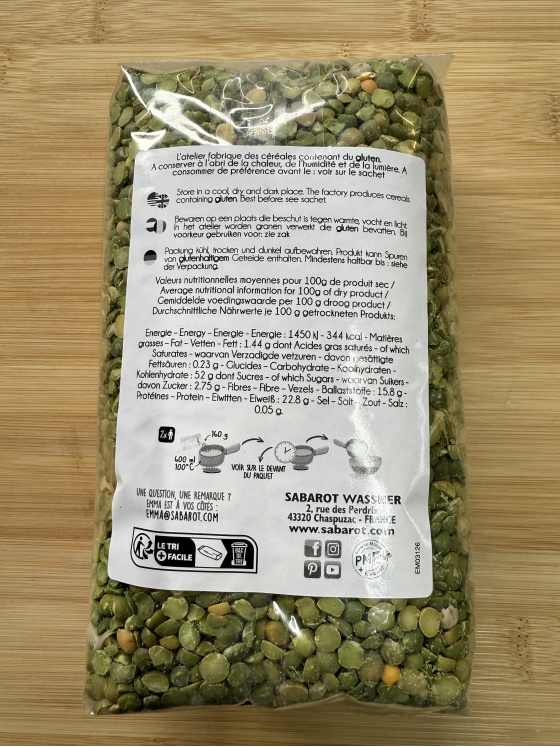 L'atelier fabrique des céréales contenant du gluten.
A conserver à l'abri de la chaleur, de l'humidité et de la lumière. A
consommer de préférence avant le : voir sur le sachet
Store in a cool, dry and dark place. The factory produces cereals
containing gluten. Best before: see sachet.
Bewaren op een plaats die beschut is tegen warmte, vocht en licht.
In het atelier worden granen verwerkt die gluten bevatten. Bij
voorkeur gebruiken voor: zie zak
Packung kühl, trocken und dunkel aufbewahren. Produkt kann Spuren
von glutenhaltigem Getreide enthalten. Mindestens haltbar bis : siehe
der Verpackung.
Valeurs nutritionnelles moyennes pour 100g de produit sec /
Average nutritional information for 100g of dry product /
Gemiddelde voedingswaarde per 100 g droog product /
Durchschnittliche Nährwerte je 100 g getrockneten Produkts:
Energie - Energy - Energie - Energie : 1450 kJ - 344 kcal - Matières
grasses - Fat - Vetten - Fett : 1.44 g dont Acides gras saturés - of which
Saturates - waarvan Verzadigde vetzuren - davon gesättigte
Fettsäuren : 0.23 g - Glucides - Carbohydrate - Koolhydraten -
Kohlenhydrate : 52 g dont Sucres - of which Sugars - waarvan Suikers -
davon Zucker : 2.75 g - Fibres - Fibre - Vezels - Ballaststoffe : 15.8 g -
Protéines - Protein - Eiwitten - Eiweiß : 22.8 g - Sel - Salt - Zout - Salz :
0.05 g.
2x
160 g
600 ml
100°C
VOIR SUR LE DEVANT
DU PAQUET
UNE QUESTION, UNE REMARQUE ?
EMMA EST À VOS CÔTÉS :
EMMA@SABAROT.COM
SABAROT WASSNER
2, rue des Perdrix
43320 Chaspuzac - FRANCE
www.sabarot.com
LE TRI
+ FACILE
BAC
DE
TRI
PME+
EM03126